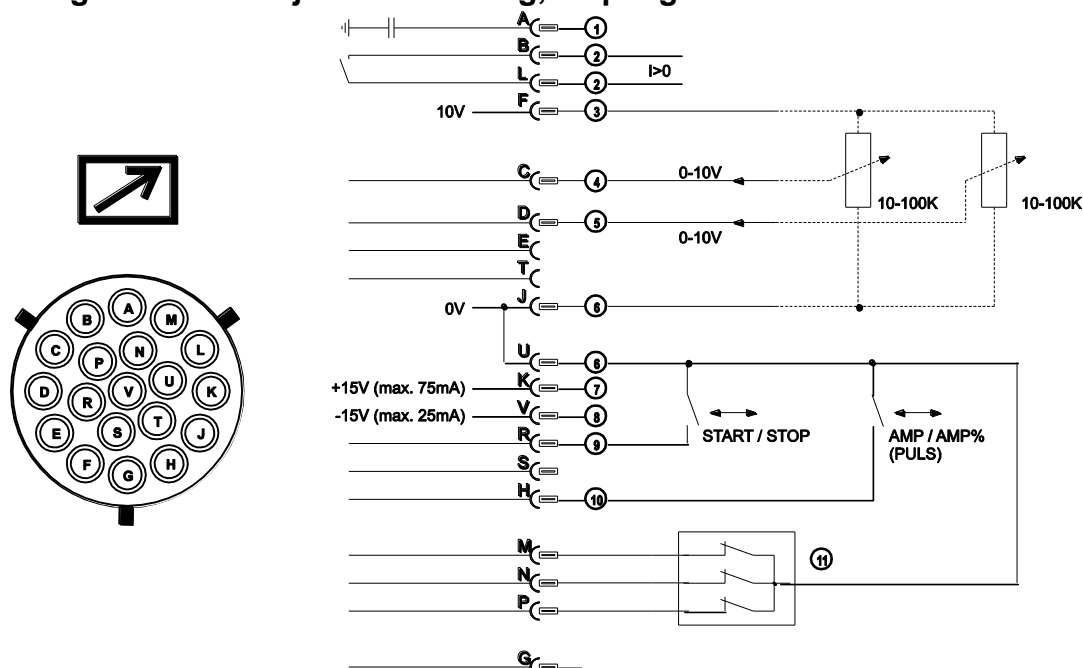 A 1
B 2
L 2 I>0
10V F 3
C 4 0-10V 10-100K 10-100K
D 5
0-10V
E
T
0V J 6
U 6
+15V (max. 75mA) K 7
-15V (max. 25mA) V 8
R 9 START / STOP AMP / AMP%
(PULS)
S
H 10
M 11
N
P
G
A
B M
C P N L
D R V U K
E S T J
F G H